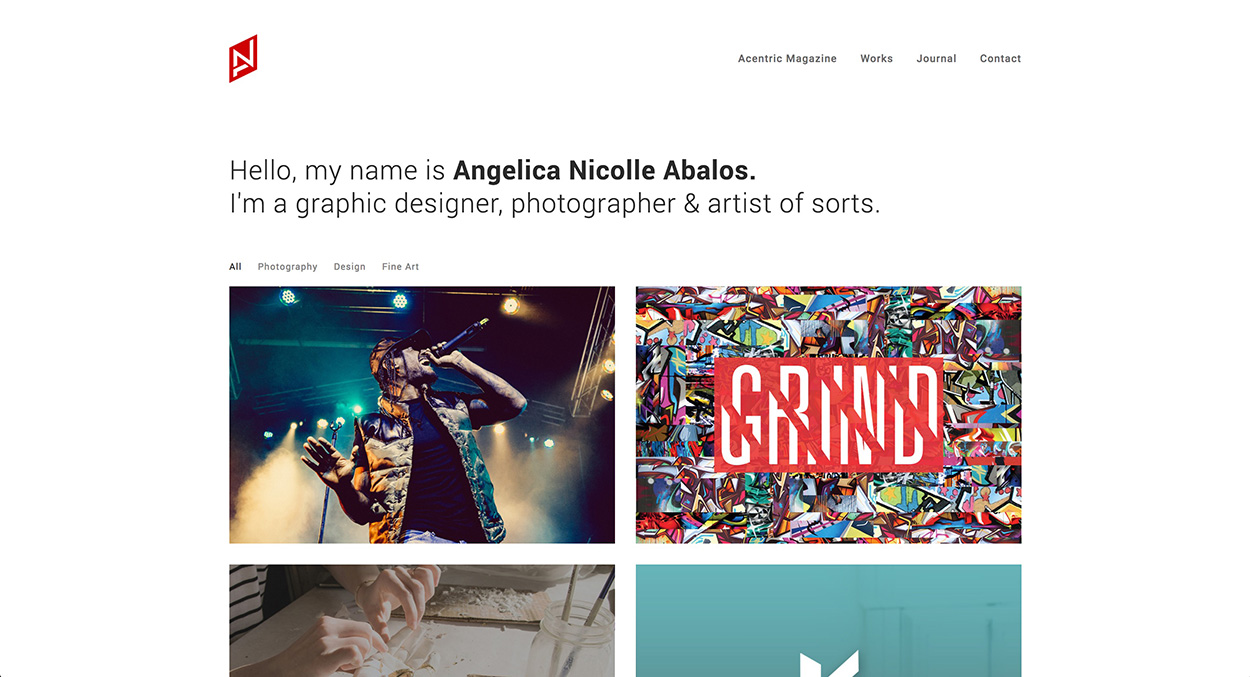 Acentric Magazine Works Journal Contact
Hello, my name is Angelica Nicolle Abalos.
I'm a graphic designer, photographer & artist of sorts.
All Photography Design Fine Art
GRIND